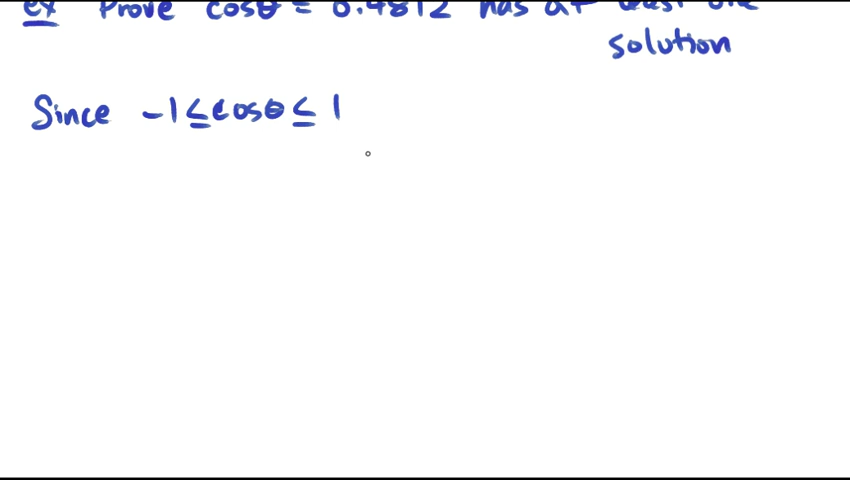 ex Prove cosθ = 0.4812 has at least one
solution
Since -1 ≤ cosθ ≤ 1